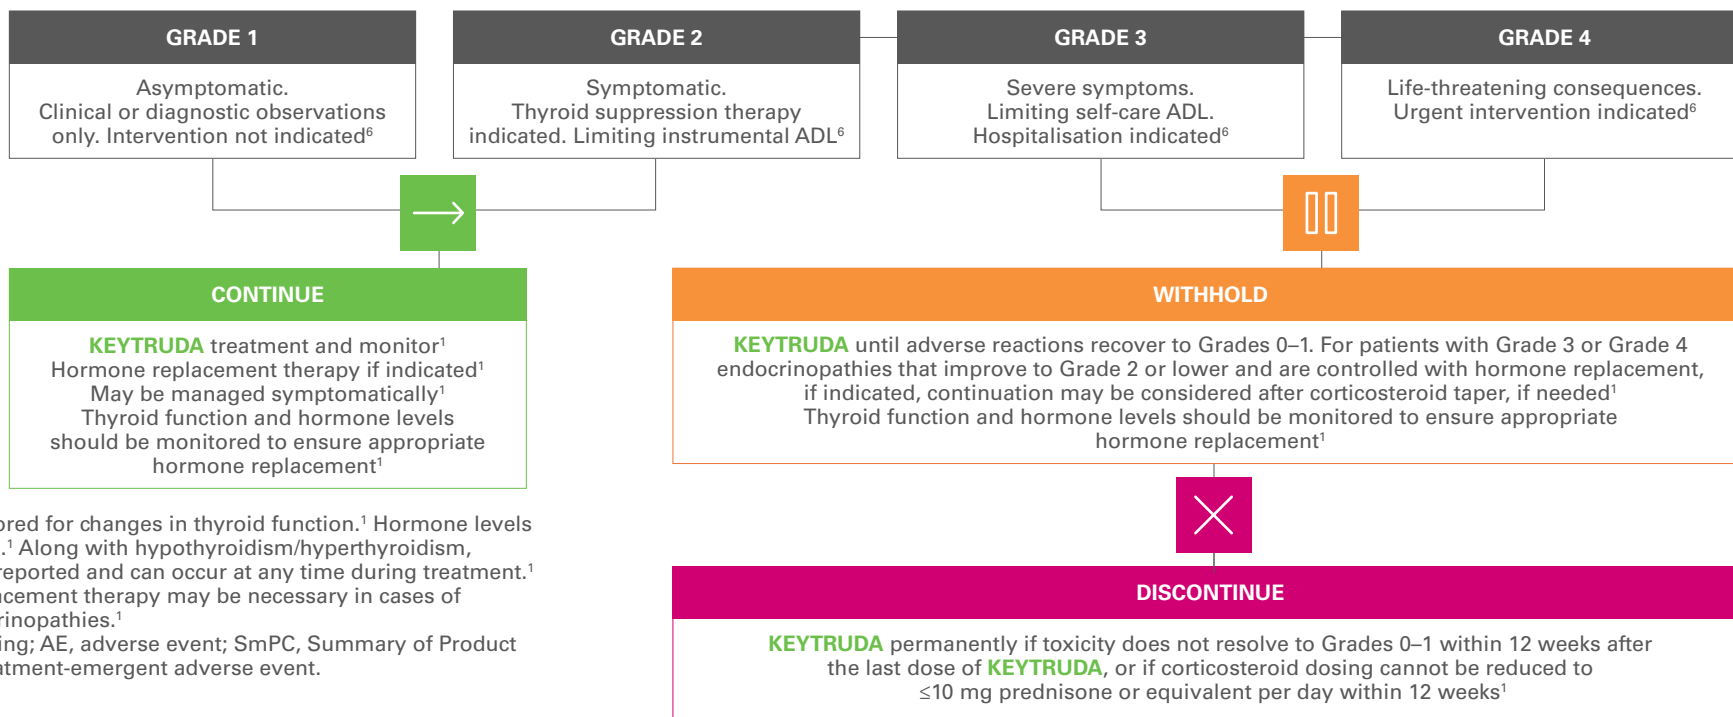 GRADE 1
Asymptomatic.
Clinical or diagnostic observations
only. Intervention not indicated⁶
GRADE 2
Symptomatic.
Thyroid suppression therapy
indicated. Limiting instrumental ADL⁶
GRADE 3
Severe symptoms.
Limiting self-care ADL.
Hospitalisation indicated⁶
GRADE 4
Life-threatening consequences.
Urgent intervention indicated⁶
CONTINUE
KEYTRUDA treatment and monitor¹
Hormone replacement therapy if indicated¹
May be managed symptomatically¹
Thyroid function and hormone levels
should be monitored to ensure appropriate
hormone replacement¹
WITHHOLD
KEYTRUDA until adverse reactions recover to Grades 0–1. For patients with Grade 3 or Grade 4
endocrinopathies that improve to Grade 2 or lower and are controlled with hormone replacement,
if indicated, continuation may be considered after corticosteroid taper, if needed¹
Thyroid function and hormone levels should be monitored to ensure appropriate
hormone replacement¹
ored for changes in thyroid function.¹ Hormone levels
.¹ Along with hypothyroidism/hyperthyroidism,
reported and can occur at any time during treatment.¹
acement therapy may be necessary in cases of
rinopathies.¹
ing; AE, adverse event; SmPC, Summary of Product
atment-emergent adverse event.
DISCONTINUE
KEYTRUDA permanently if toxicity does not resolve to Grades 0–1 within 12 weeks after
the last dose of KEYTRUDA, or if corticosteroid dosing cannot be reduced to
≤10 mg prednisone or equivalent per day within 12 weeks¹